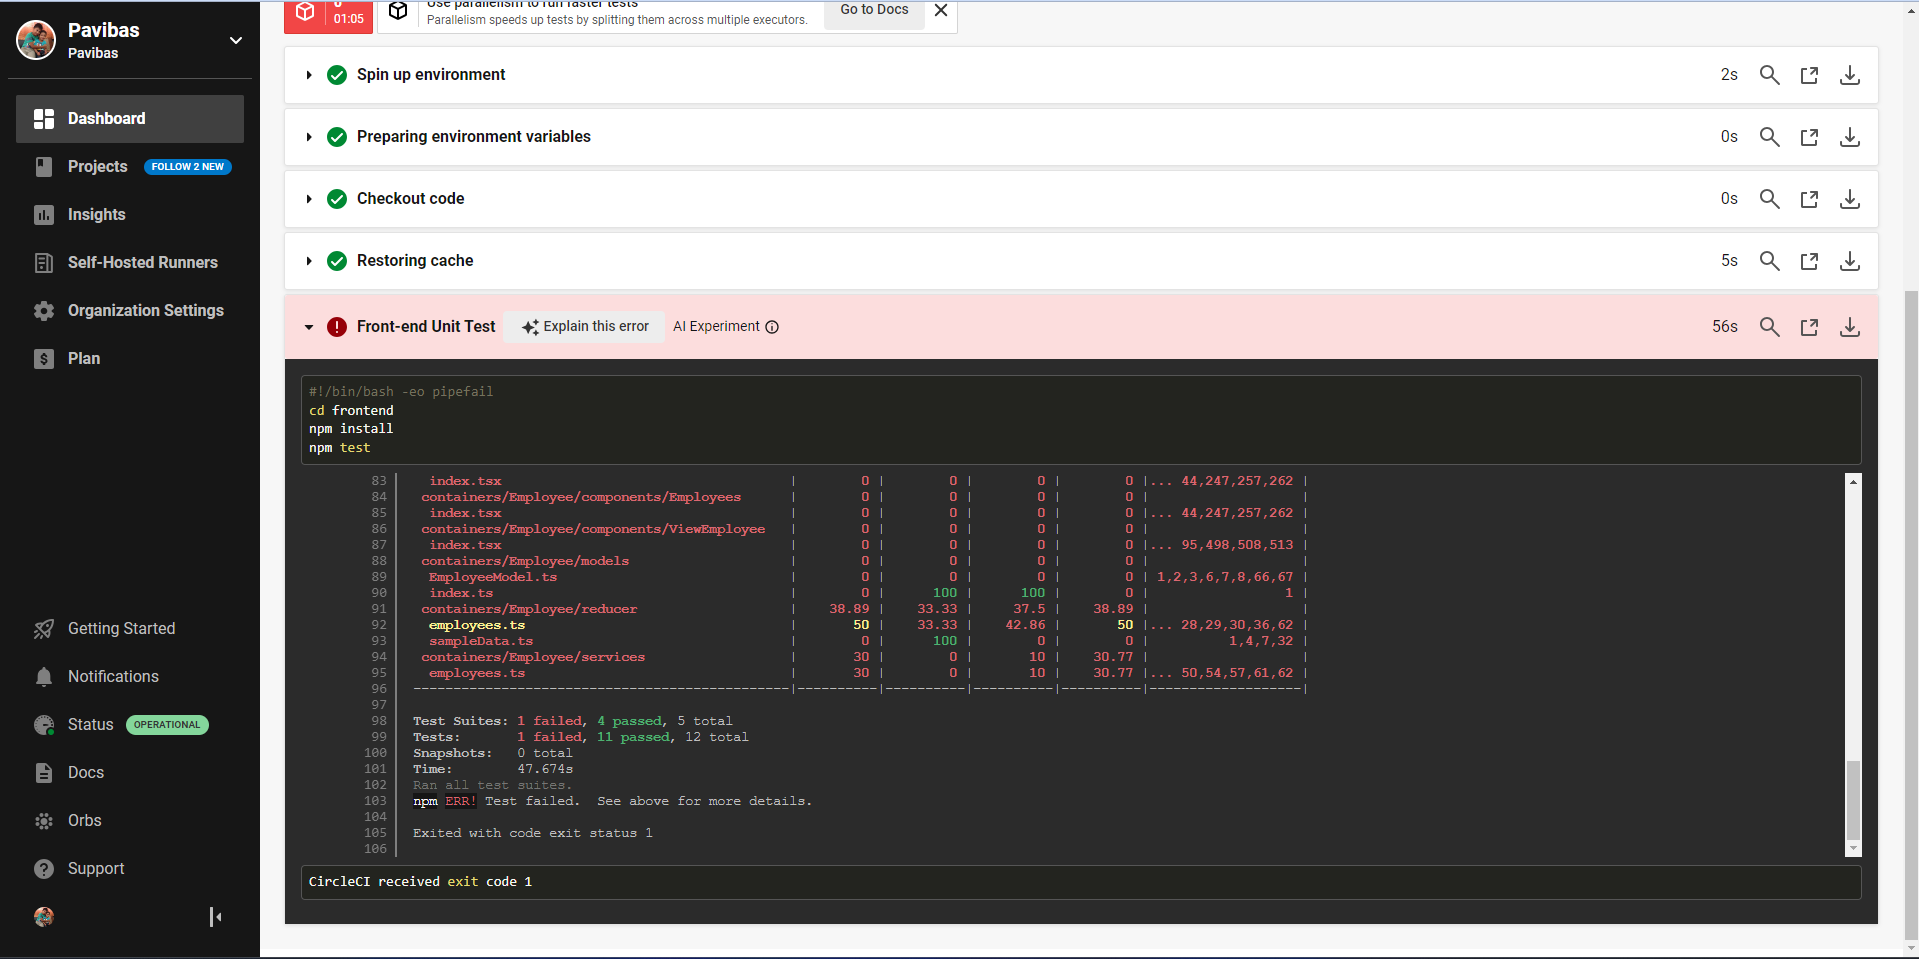 Pavibas
Pavibas
Dashboard
Projects FOLLOW 2 NEW
Insights
Self-Hosted Runners
Organization Settings
Plan
Getting Started
Notifications
Status OPERATIONAL
Docs
Orbs
Support
01:05
Use parallelism to run faster tests
Parallelism speeds up tests by splitting them across multiple executors.
Go to Docs
Spin up environment 2s
Preparing environment variables 0s
Checkout code 0s
Restoring cache 5s
Front-end Unit Test Explain this error AI Experiment 56s
#!/bin/bash -eo pipefail
cd frontend
npm install
npm test
83 index.tsx | 0 | 0 | 0 | 0 |... 44,247,257,262 |
84 containers/Employee/components/Employees | 0 | 0 | 0 | 0 | |
85 index.tsx | 0 | 0 | 0 | 0 |... 44,247,257,262 |
86 containers/Employee/components/ViewEmployee | 0 | 0 | 0 | 0 | |
87 index.tsx | 0 | 0 | 0 | 0 |... 95,498,508,513 |
88 containers/Employee/models | 0 | 0 | 0 | 0 | |
89 EmployeeModel.ts | 0 | 0 | 0 | 0 | 1,2,3,6,7,8,66,67 |
90 index.ts | 0 | 100 | 100 | 0 | 1 |
91 containers/Employee/reducer | 38.89 | 33.33 | 37.5 | 38.89 | |
92 employees.ts | 50 | 33.33 | 42.86 | 50 |... 28,29,30,36,62 |
93 sampleData.ts | 0 | 100 | 0 | 0 | 1,4,7,32 |
94 containers/Employee/services | 30 | 0 | 10 | 30.77 | |
95 employees.ts | 30 | 0 | 10 | 30.77 |... 50,54,57,61,62 |
96 -----------------------------------------------|----------|----------|----------|----------|-------------------|
97
98 Test Suites: 1 failed, 4 passed, 5 total
99 Tests: 1 failed, 11 passed, 12 total
100 Snapshots: 0 total
101 Time: 47.674s
102 Ran all test suites.
103 npm ERR! Test failed. See above for more details.
104
105 Exited with code exit status 1
106
CircleCI received exit code 1